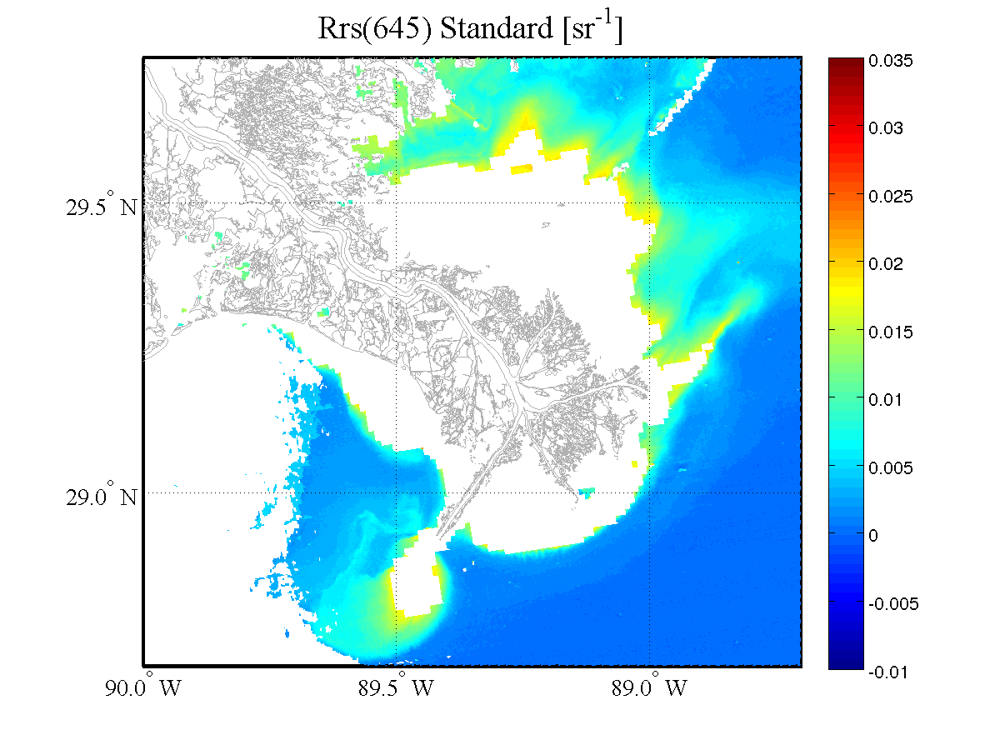 Rrs(645) Standard [sr-1]
0.035
0.03
0.025
0.02
0.015
0.01
0.005
0
-0.005
-0.01
29.5° N
29.0° N
90.0° W
89.5° W
89.0° W